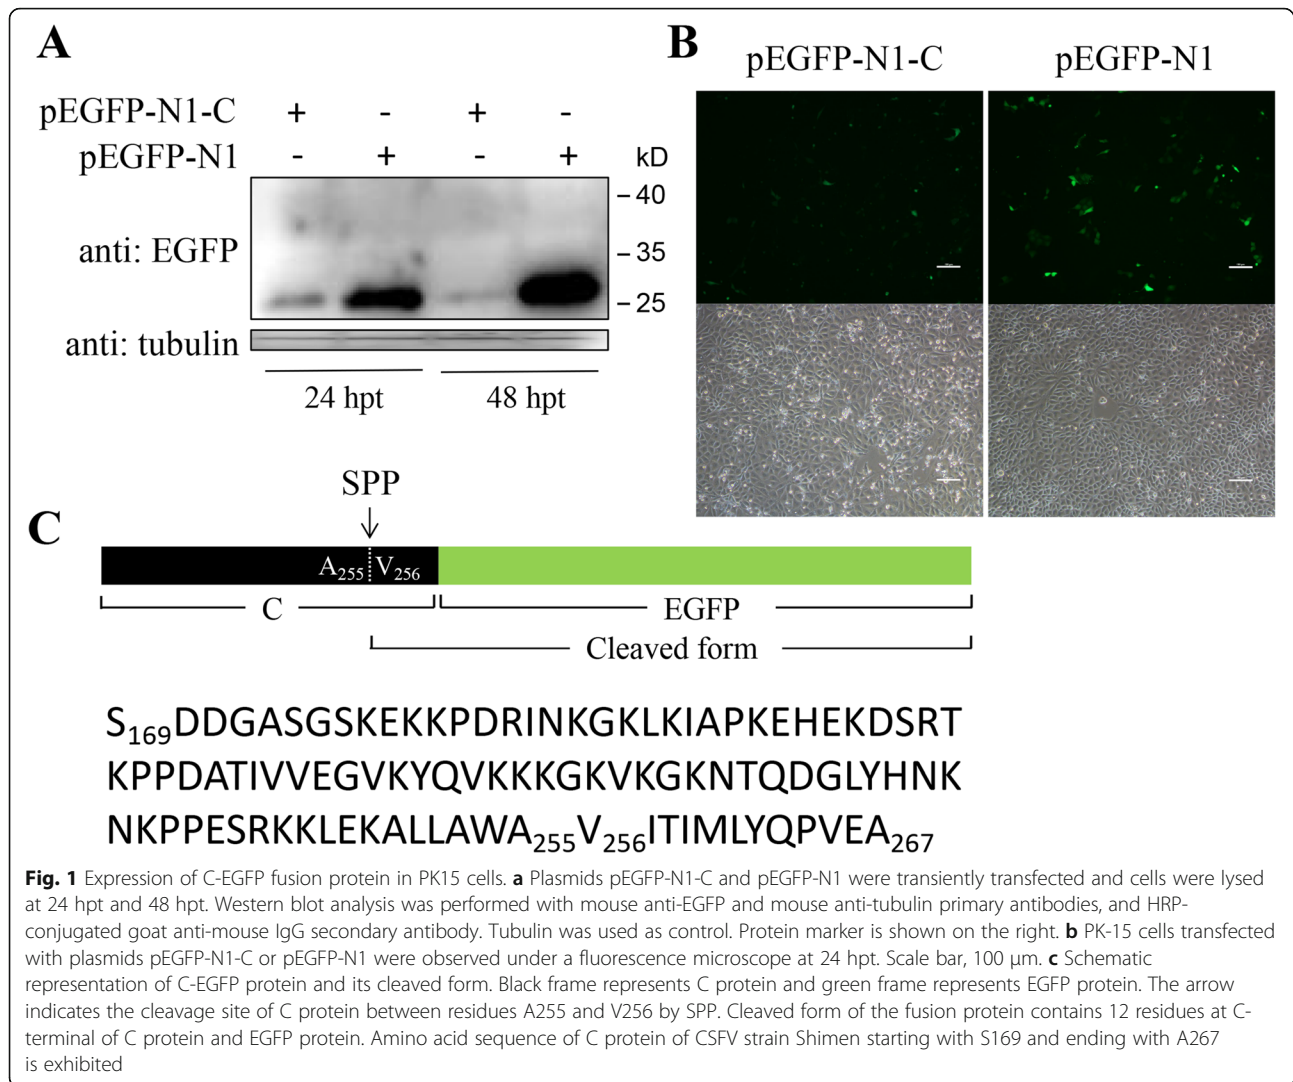 A
pEGFP-N1-C + - + -
pEGFP-N1 - + - + kD
– 40
anti: EGFP – 35
– 25
anti: tubulin
24 hpt 48 hpt
B
pEGFP-N1-C pEGFP-N1
SPP
C
A255 V256
C EGFP
Cleaved form
S169DDGASGSKEKKPDRINKGKLKIAPKEHEKDSRT
KPPDATIVVEGVKYQVKKKGKVKGKNTQDGLYHNK
NKPPESRKKLEKALLAWA255V256ITIMLYQPVEA267
Fig. 1 Expression of C-EGFP fusion protein in PK15 cells. a Plasmids pEGFP-N1-C and pEGFP-N1 were transiently transfected and cells were lysed
at 24 hpt and 48 hpt. Western blot analysis was performed with mouse anti-EGFP and mouse anti-tubulin primary antibodies, and HRP-
conjugated goat anti-mouse IgG secondary antibody. Tubulin was used as control. Protein marker is shown on the right. b PK-15 cells transfected
with plasmids pEGFP-N1-C or pEGFP-N1 were observed under a fluorescence microscope at 24 hpt. Scale bar, 100 μm. c Schematic
representation of C-EGFP protein and its cleaved form. Black frame represents C protein and green frame represents EGFP protein. The arrow
indicates the cleavage site of C protein between residues A255 and V256 by SPP. Cleaved form of the fusion protein contains 12 residues at C-
terminal of C protein and EGFP protein. Amino acid sequence of C protein of CSFV strain Shimen starting with S169 and ending with A267
is exhibited